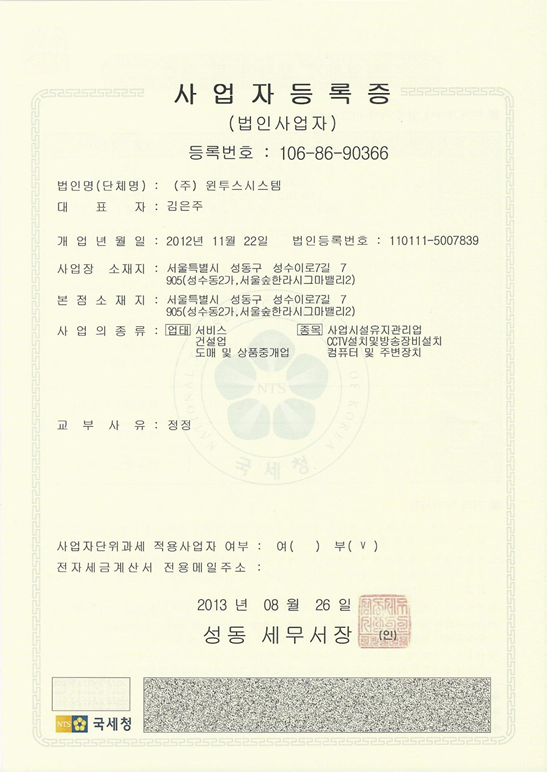 사업자등록증
(법인사업자)
등록번호 : 106-86-90366
법인명(단체명) : (주) 윈투스시스템
대 표 자 : 김은주
개 업 년 월 일 : 2012년 11월 22일 법인등록번호 : 110111-5007839
사업장 소재지 : 서울특별시 성동구 성수이로7길 7
905(성수동2가,서울숲한라시그마밸리2)
본 점 소 재 지 : 서울특별시 성동구 성수이로7길 7
905(성수동2가,서울숲한라시그마밸리2)
사 업 의 종 류 : 업태 서비스 종목 사업시설유지관리업
건설업 CCTV설치및방송장비설치
도매 및 상품중개업 컴퓨터 및 주변장치
NATIONAL
NTS
OF KOREA
국세청
교 부 사 유 : 정정
사업자단위과세 적용사업자 여부 : 여( ) 부(∨)
전자세금계산서 전용메일주소 :
2013 년 08 월 26 일
성동 세무서장 (인)
NTS 국세청